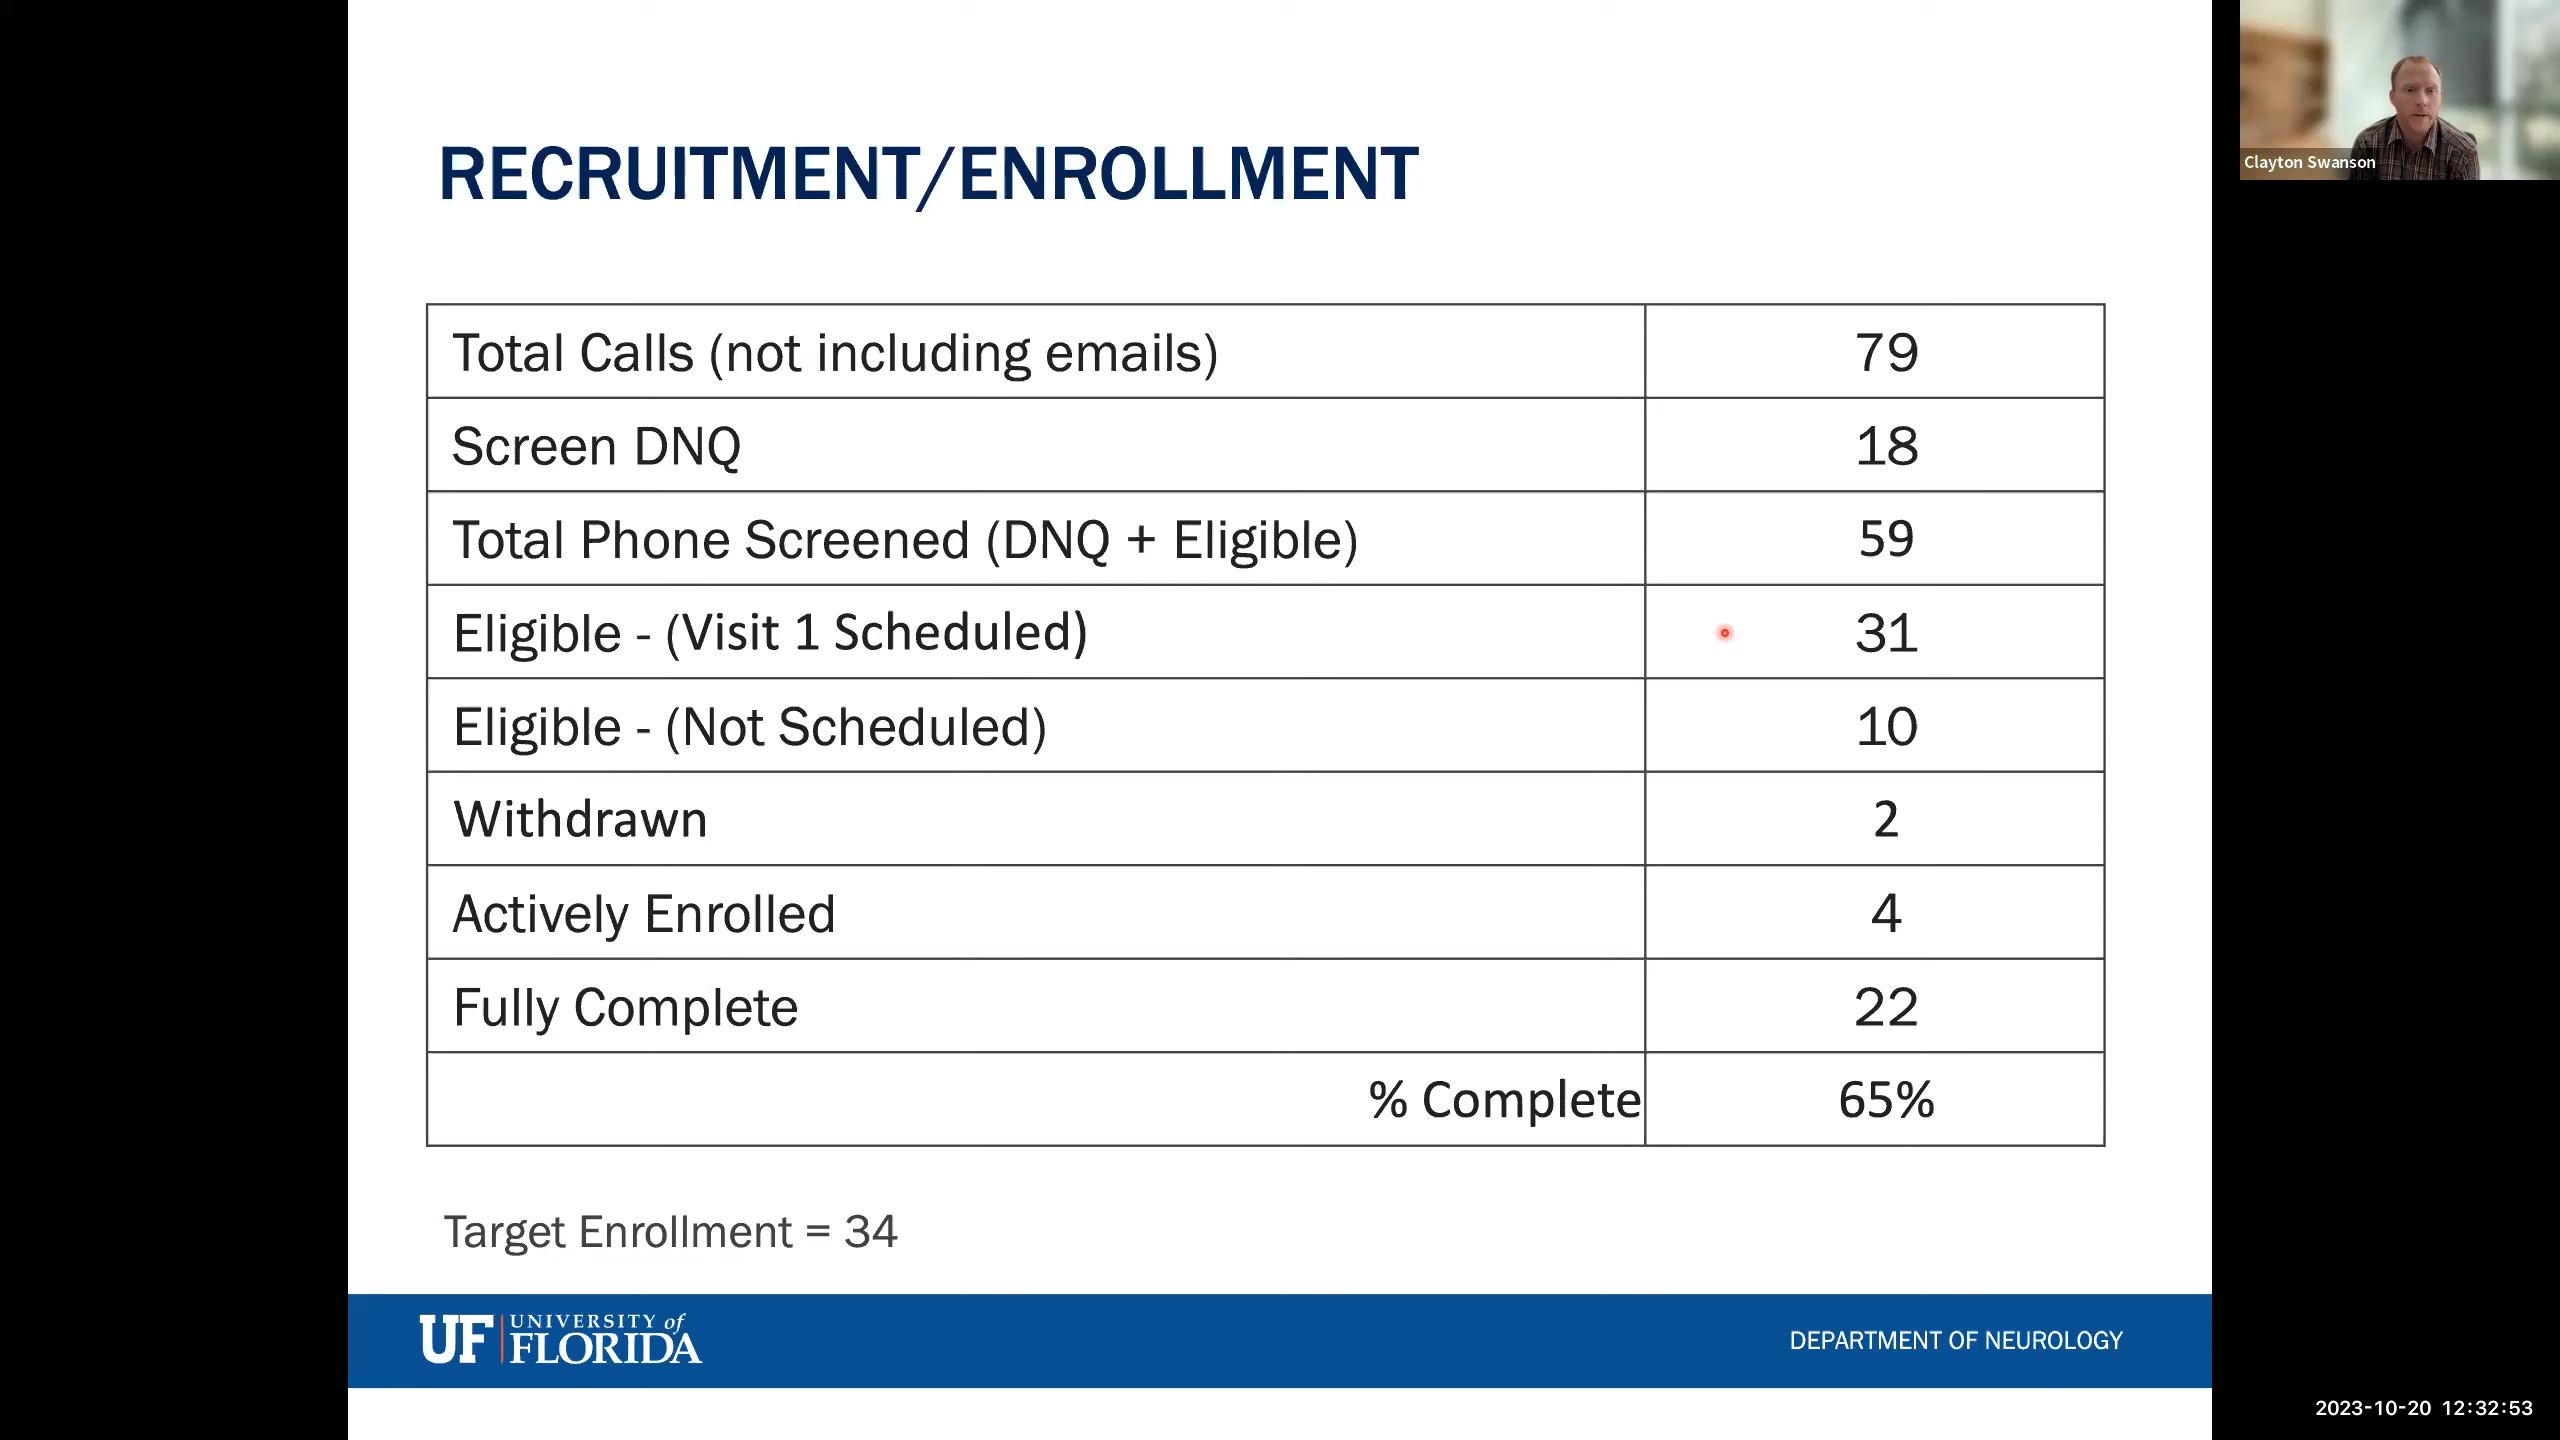 RECRUITMENT/ENROLLMENT
Total Calls (not including emails) 79
Screen DNQ 18
Total Phone Screened (DNQ + Eligible) 59
Eligible - (Visit 1 Scheduled) 31
Eligible - (Not Scheduled) 10
Withdrawn 2
Actively Enrolled 4
Fully Complete 22
% Complete 65%
Target Enrollment = 34
UF UNIVERSITY of
FLORIDA
DEPARTMENT OF NEUROLOGY
Clayton Swanson
2023-10-20 12:32:53